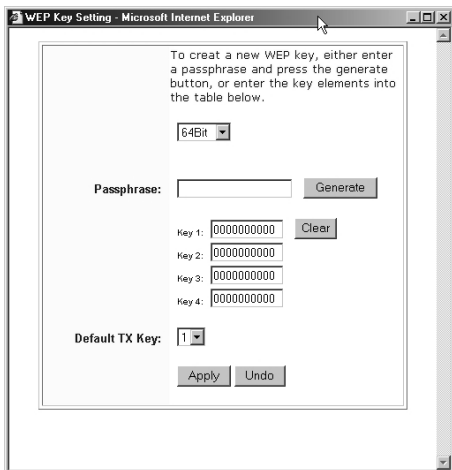 WEP Key Setting - Microsoft Internet Explorer
To creat a new WEP key, either enter
a passphrase and press the generate
button, or enter the key elements into
the table below.
64Bit
Passphrase: Generate
Key 1: 0000000000 Clear
Key 2: 0000000000
Key 3: 0000000000
Key 4: 0000000000
Default TX Key: 1
Apply Undo